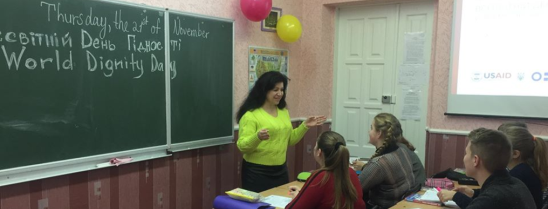 Thursday, the 21st of November
Всесвітній День Гідності
World Dignity Day
USAID